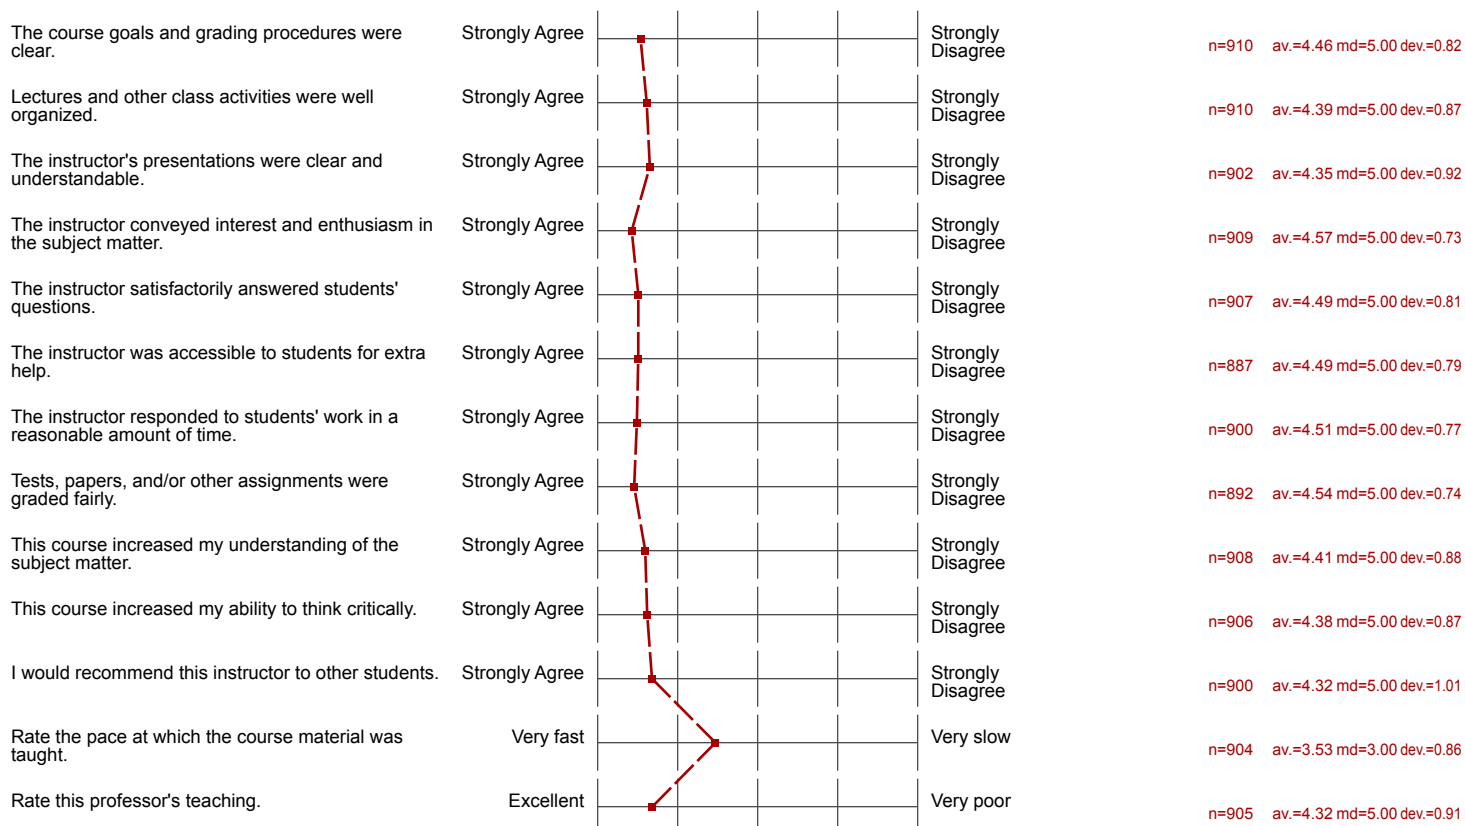 The course goals and grading procedures were
clear.
Strongly Agree
Strongly
Disagree
n=910 av.=4.46 md=5.00 dev.=0.82
Lectures and other class activities were well
organized.
Strongly Agree
Strongly
Disagree
n=910 av.=4.39 md=5.00 dev.=0.87
The instructor's presentations were clear and
understandable.
Strongly Agree
Strongly
Disagree
n=902 av.=4.35 md=5.00 dev.=0.92
The instructor conveyed interest and enthusiasm in
the subject matter.
Strongly Agree
Strongly
Disagree
n=909 av.=4.57 md=5.00 dev.=0.73
The instructor satisfactorily answered students'
questions.
Strongly Agree
Strongly
Disagree
n=907 av.=4.49 md=5.00 dev.=0.81
The instructor was accessible to students for extra
help.
Strongly Agree
Strongly
Disagree
n=887 av.=4.49 md=5.00 dev.=0.79
The instructor responded to students' work in a
reasonable amount of time.
Strongly Agree
Strongly
Disagree
n=900 av.=4.51 md=5.00 dev.=0.77
Tests, papers, and/or other assignments were
graded fairly.
Strongly Agree
Strongly
Disagree
n=892 av.=4.54 md=5.00 dev.=0.74
This course increased my understanding of the
subject matter.
Strongly Agree
Strongly
Disagree
n=908 av.=4.41 md=5.00 dev.=0.88
This course increased my ability to think critically.
Strongly Agree
Strongly
Disagree
n=906 av.=4.38 md=5.00 dev.=0.87
I would recommend this instructor to other students.
Strongly Agree
Strongly
Disagree
n=900 av.=4.32 md=5.00 dev.=1.01
Rate the pace at which the course material was
taught.
Very fast
Very slow
n=904 av.=3.53 md=3.00 dev.=0.86
Rate this professor's teaching.
Excellent
Very poor
n=905 av.=4.32 md=5.00 dev.=0.91